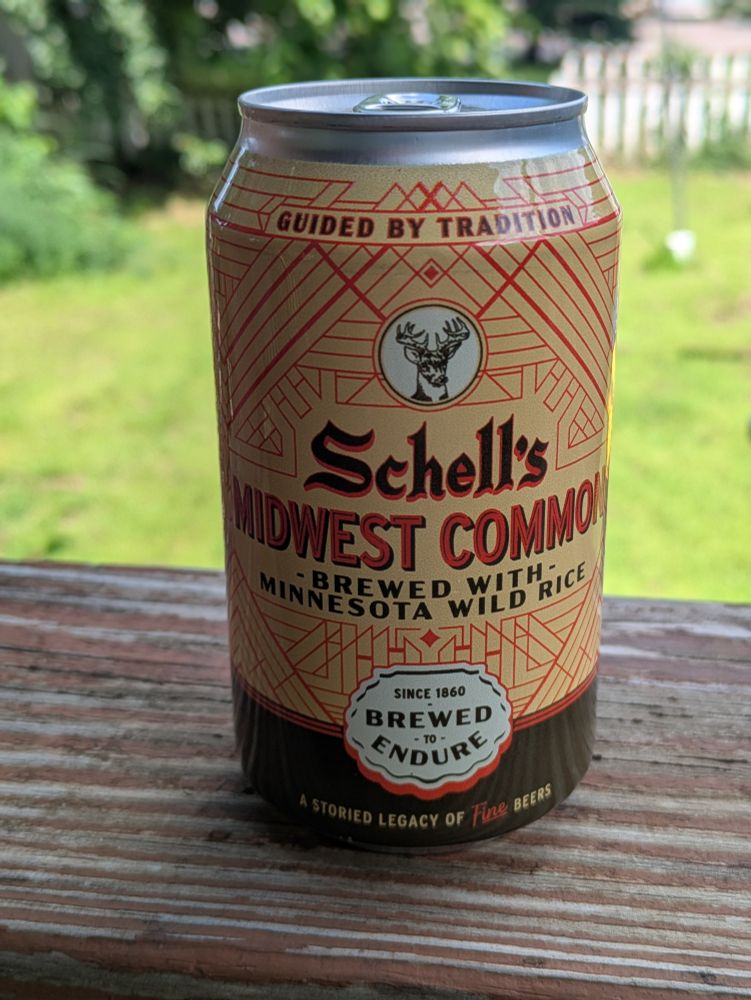 GUIDED BY TRADITION
Schell's
MIDWEST COMMON
-BREWED WITH-
MINNESOTA WILD RICE
SINCE 1860
BREWED
- TO -
ENDURE
A STORIED LEGACY OF Fine BEERS